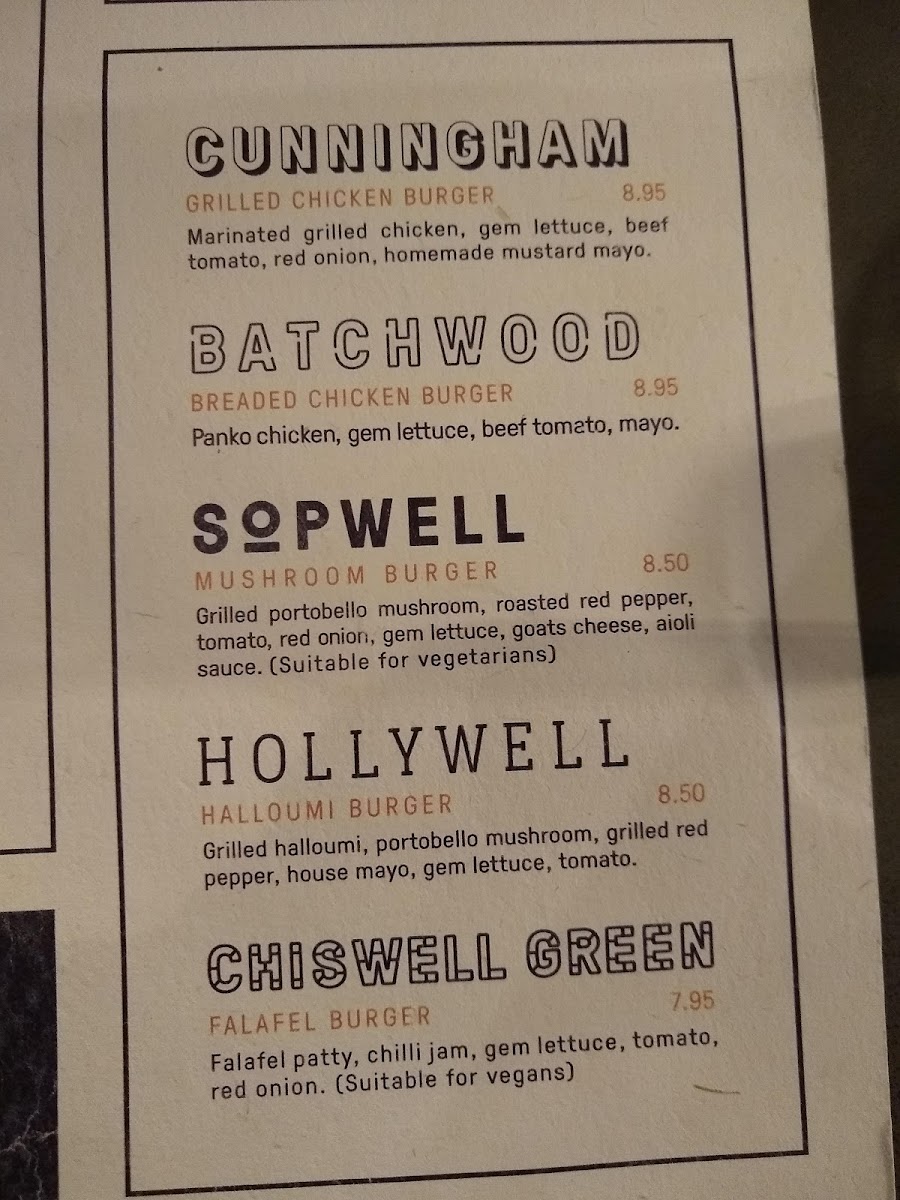 CUNNINGHAM
GRILLED CHICKEN BURGER 8.95
Marinated grilled chicken, gem lettuce, beef
tomato, red onion, homemade mustard mayo.
BATCHWOOD
BREADED CHICKEN BURGER 8.95
Panko chicken, gem lettuce, beef tomato, mayo.
SOPWELL
MUSHROOM BURGER 8.50
Grilled portobello mushroom, roasted red pepper,
tomato, red onion, gem lettuce, goats cheese, aioli
sauce. (Suitable for vegetarians)
HOLLYWELL
HALLOUMI BURGER 8.50
Grilled halloumi, portobello mushroom, grilled red
pepper, house mayo, gem lettuce, tomato.
CHISWELL GREEN
FALAFEL BURGER 7.95
Falafel patty, chilli jam, gem lettuce, tomato,
red onion. (Suitable for vegans)